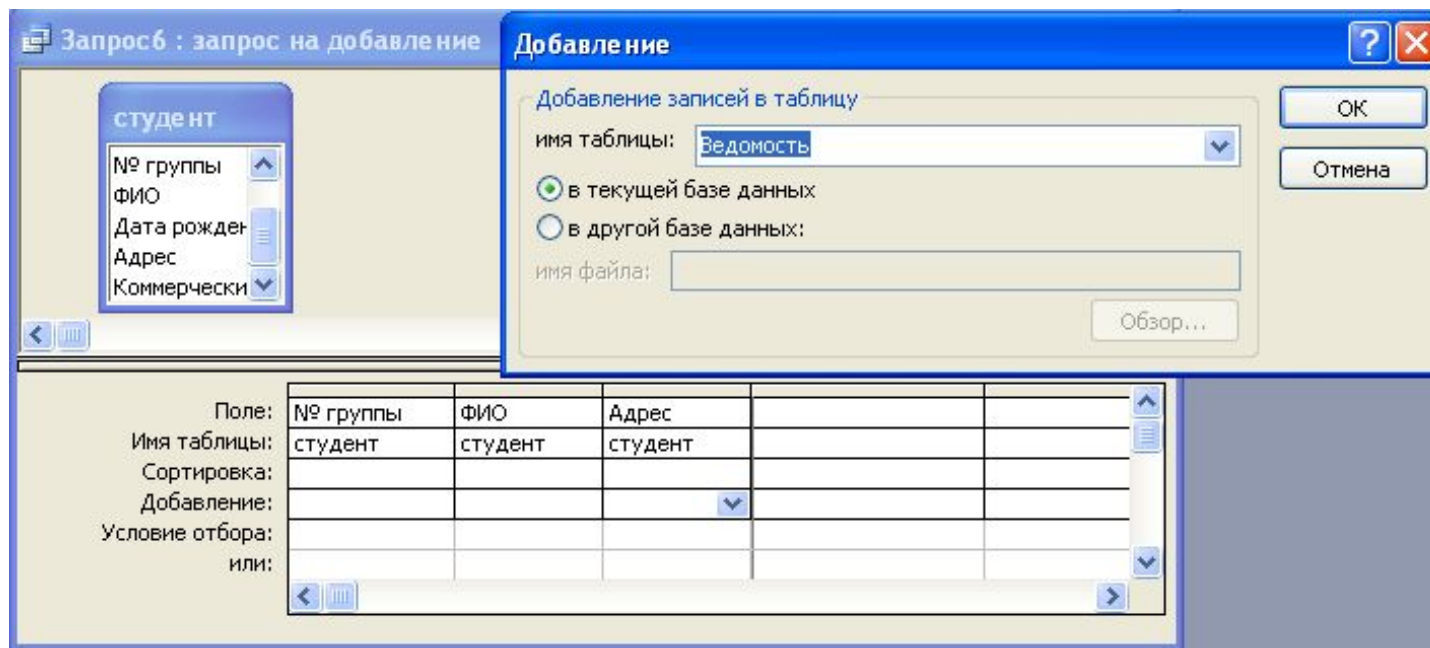 Запрос6 : запрос на добавление
студент
№ группы
ФИО
Дата рожден
Адрес
Коммерчески
Добавление
Добавление записей в таблицу
имя таблицы: Ведомость
в текущей базе данных
в другой базе данных:
имя файла:
Обзор...
ОК
Отмена
Поле: № группы ФИО Адрес
Имя таблицы: студент студент студент
Сортировка:
Добавление:
Условие отбора:
или: